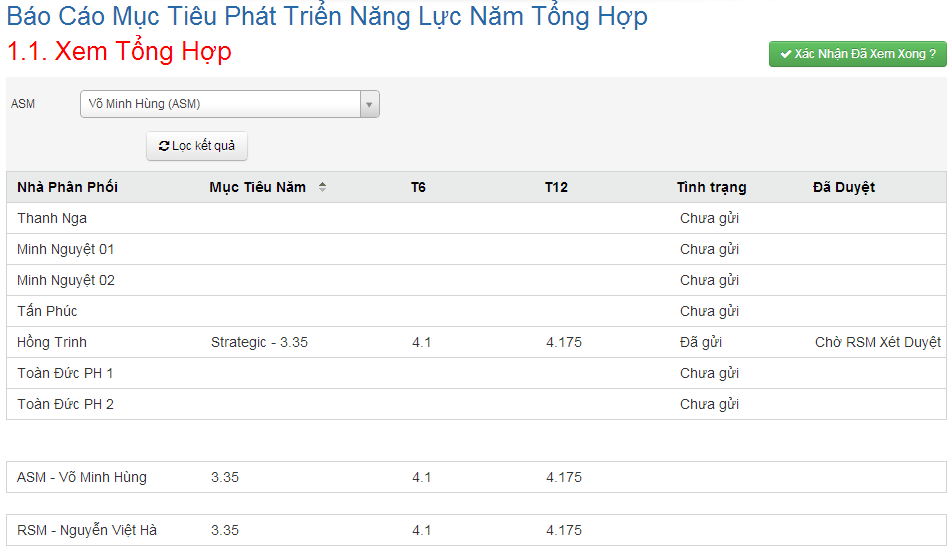 Báo Cáo Mục Tiêu Phát Triển Năng Lực Năm Tổng Hợp
1.1. Xem Tổng Hợp
Xác Nhận Đã Xem Xong ?
ASM Võ Minh Hùng (ASM)
Lọc kết quả
Nhà Phân Phối Mục Tiêu Năm T6 T12 Tình trạng Đã Duyệt
Thanh Nga Chưa gửi
Minh Nguyệt 01 Chưa gửi
Minh Nguyệt 02 Chưa gửi
Tấn Phúc Chưa gửi
Hồng Trinh Strategic - 3.35 4.1 4.175 Đã gửi Chờ RSM Xét Duyệt
Toàn Đức PH 1 Chưa gửi
Toàn Đức PH 2 Chưa gửi
ASM - Võ Minh Hùng 3.35 4.1 4.175
RSM - Nguyễn Việt Hà 3.35 4.1 4.175